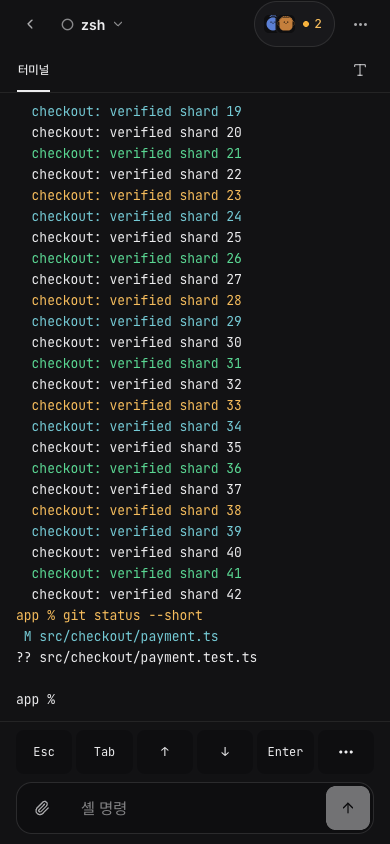 zsh
2
터미널
checkout: verified shard 19
checkout: verified shard 20
checkout: verified shard 21
checkout: verified shard 22
checkout: verified shard 23
checkout: verified shard 24
checkout: verified shard 25
checkout: verified shard 26
checkout: verified shard 27
checkout: verified shard 28
checkout: verified shard 29
checkout: verified shard 30
checkout: verified shard 31
checkout: verified shard 32
checkout: verified shard 33
checkout: verified shard 34
checkout: verified shard 35
checkout: verified shard 36
checkout: verified shard 37
checkout: verified shard 38
checkout: verified shard 39
checkout: verified shard 40
checkout: verified shard 41
checkout: verified shard 42
app % git status --short
 M src/checkout/payment.ts
?? src/checkout/payment.test.ts
app %
Esc Tab ↑ ↓ Enter •••
셸 명령